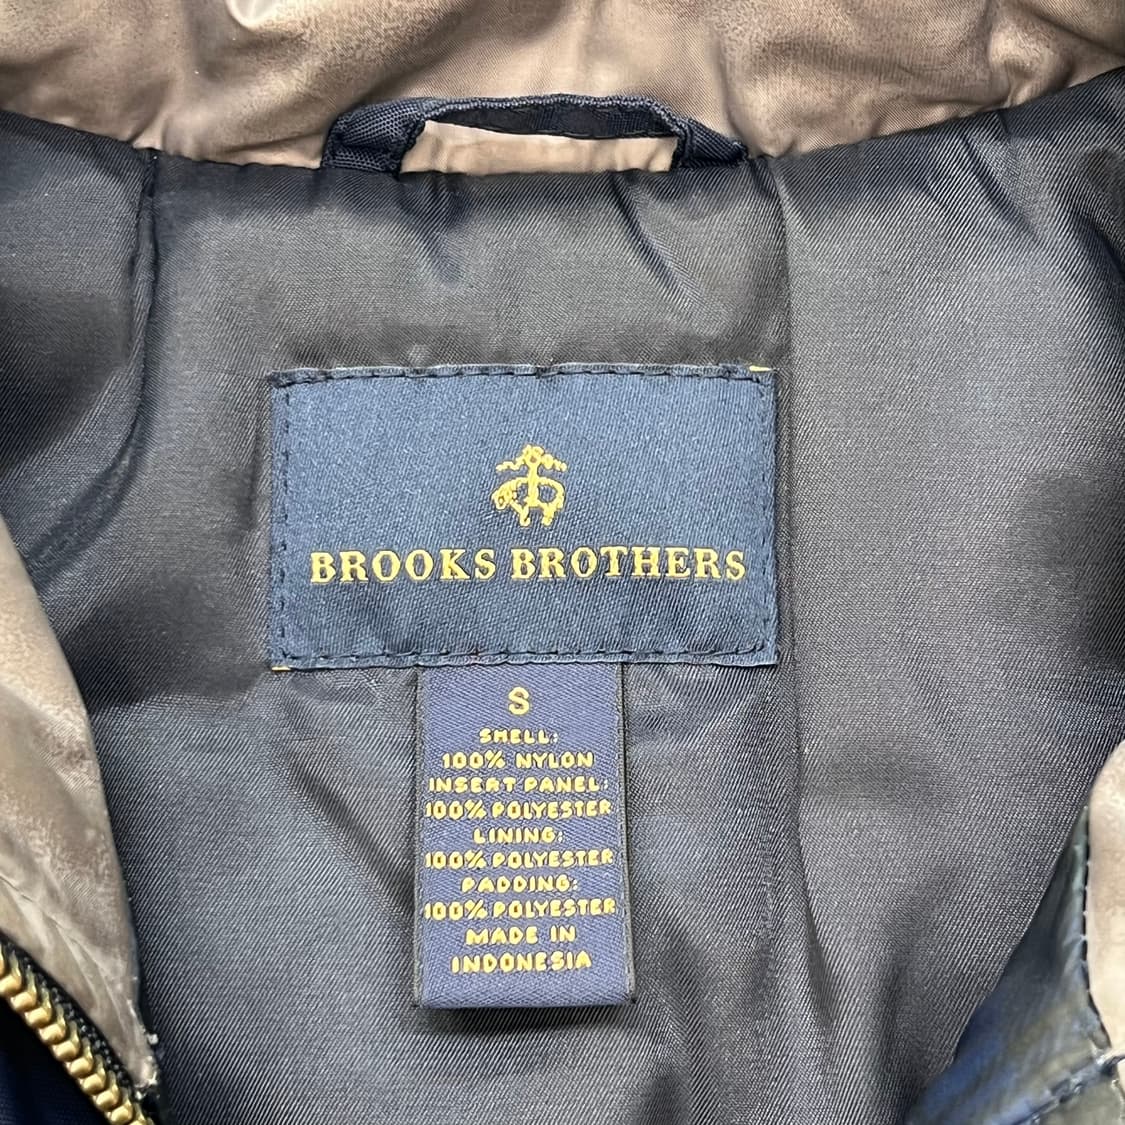 BROOKS BROTHERS
S
SHELL:
100% NYLON
INSERT PANEL:
100% POLYESTER
LINING:
100% POLYESTER
PADDING:
100% POLYESTER
MADE IN
INDONESIA